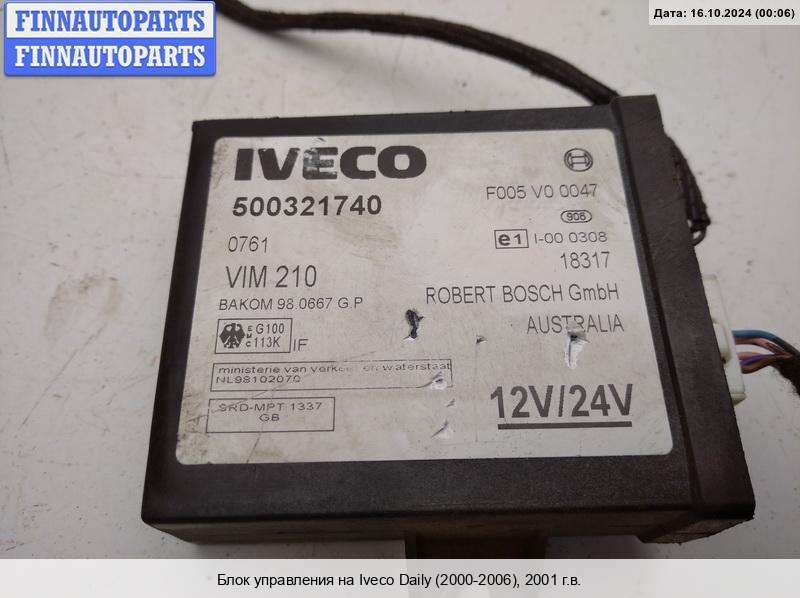 FINNAUTOPARTS
FINNAUTOPARTS
Дата: 16.10.2024 (00:06)
IVECO
500321740
0761
VIM 210
BAKOM 98.0667 G.P
G100
113K
IF
ministerie van verkeer en waterstaat
NL98102070
SRD-MPT 1337
GB
F005 V0 0047
906
e1 I-00 0308
18317
ROBERT BOSCH GmbH
AUSTRALIA
12V/24V
Блок управления на Iveco Daily (2000-2006), 2001 г.в.